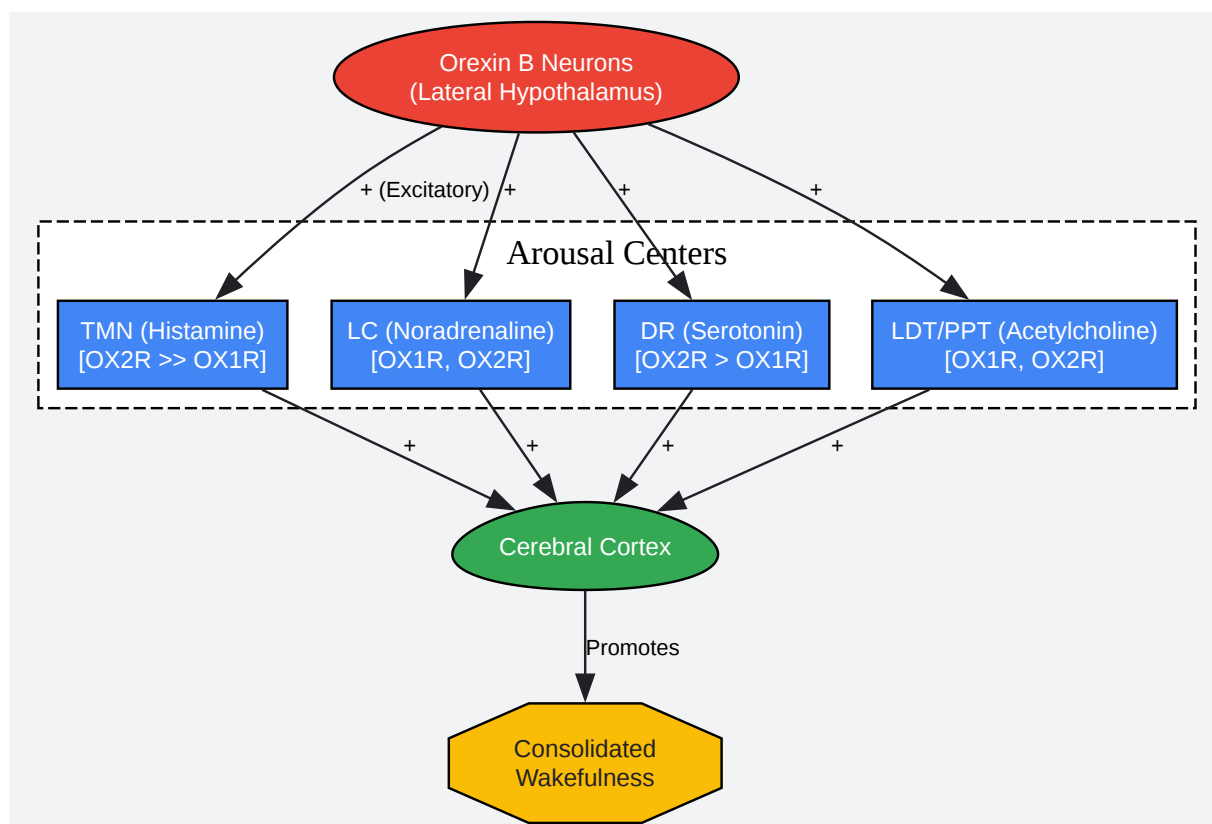 Orexin B Neurons
(Lateral Hypothalamus)
+ (Excitatory)
+
+
+
Arousal Centers
TMN (Histamine)
[OX2R >> OX1R]
LC (Noradrenaline)
[OX1R, OX2R]
DR (Serotonin)
[OX2R > OX1R]
LDT/PPT (Acetylcholine)
[OX1R, OX2R]
+
+
+
+
Cerebral Cortex
Promotes
Consolidated
Wakefulness